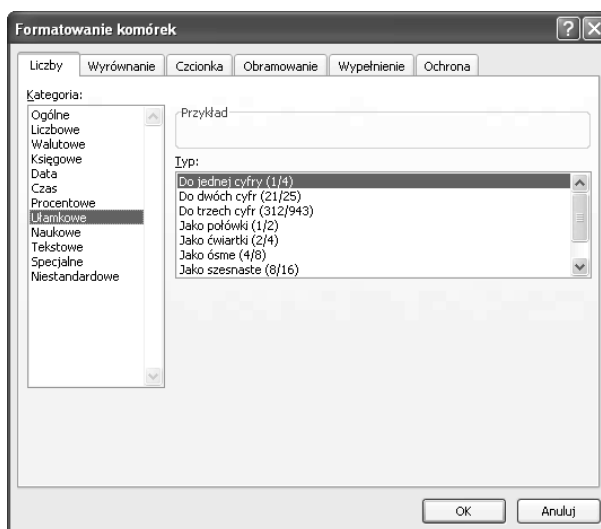 Formatowanie komórek
Liczby Wyrównanie Czcionka Obramowanie Wypełnienie Ochrona
Kategoria:
Ogólne
Liczbowe
Walutowe
Księgowe
Data
Czas
Procentowe
Ułamkowe
Naukowe
Tekstowe
Specjalne
Niestandardowe
Przykład
Typ:
Do jednej cyfry (1/4)
Do dwóch cyfr (21/25)
Do trzech cyfr (312/943)
Jako połówki (1/2)
Jako ćwiartki (2/4)
Jako ósme (4/8)
Jako szesnaste (8/16)
OK Anuluj